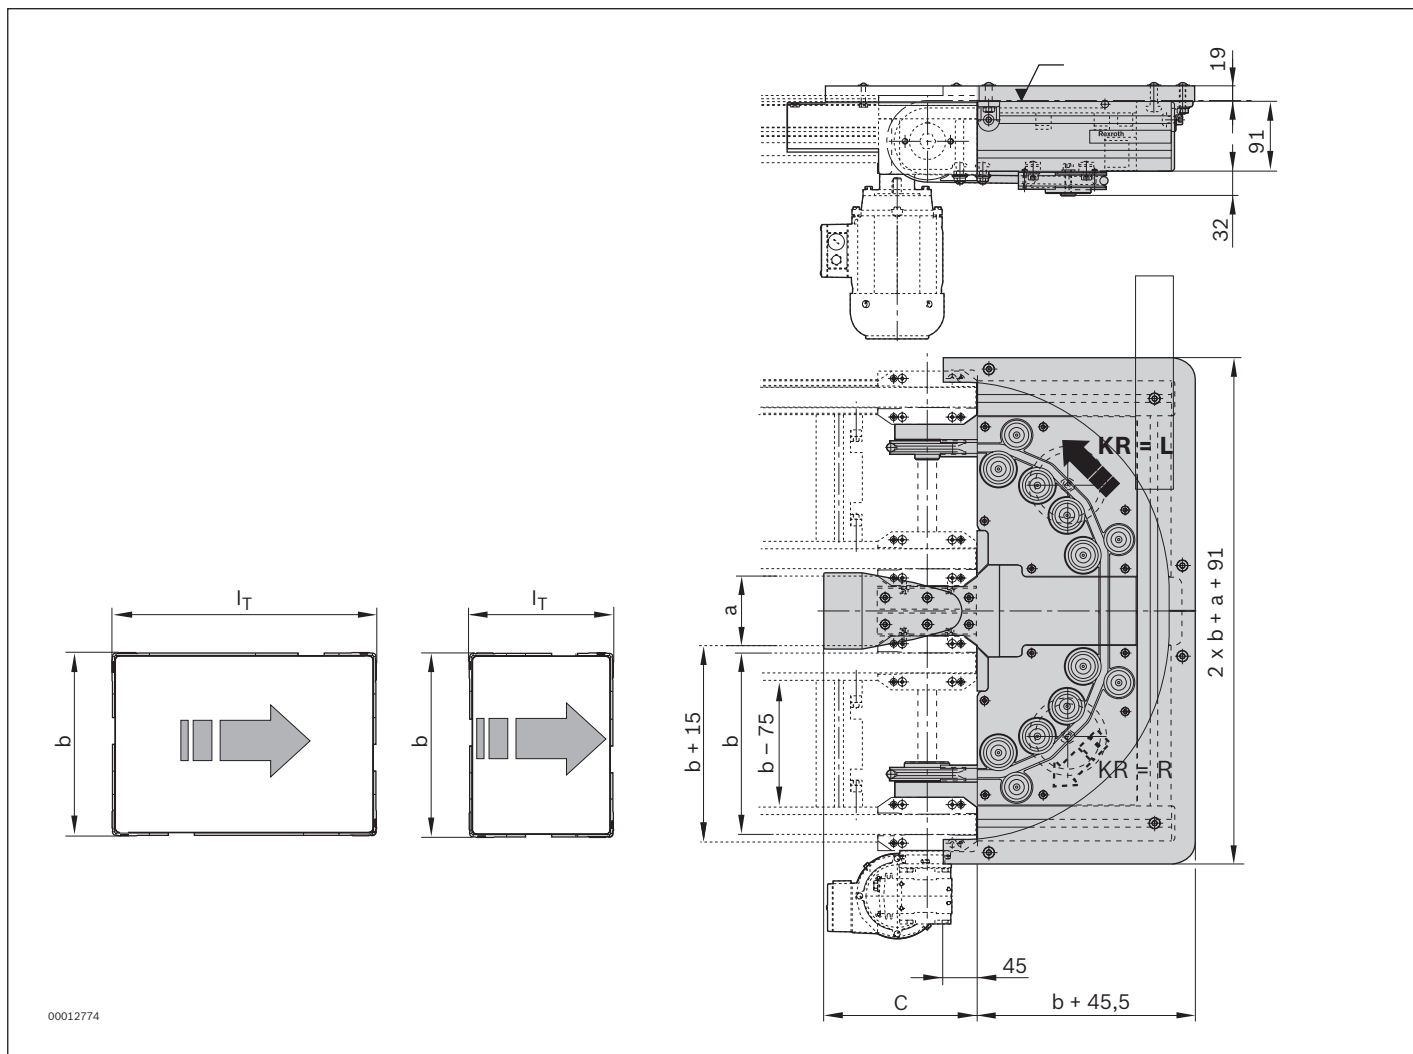 19
Rexroth
91
32
KR = L
2 x b + a + 91
a
l_T
l_T
b
b
b + 15
b
b – 75
KR = R
45
C
b + 45,5
00012774